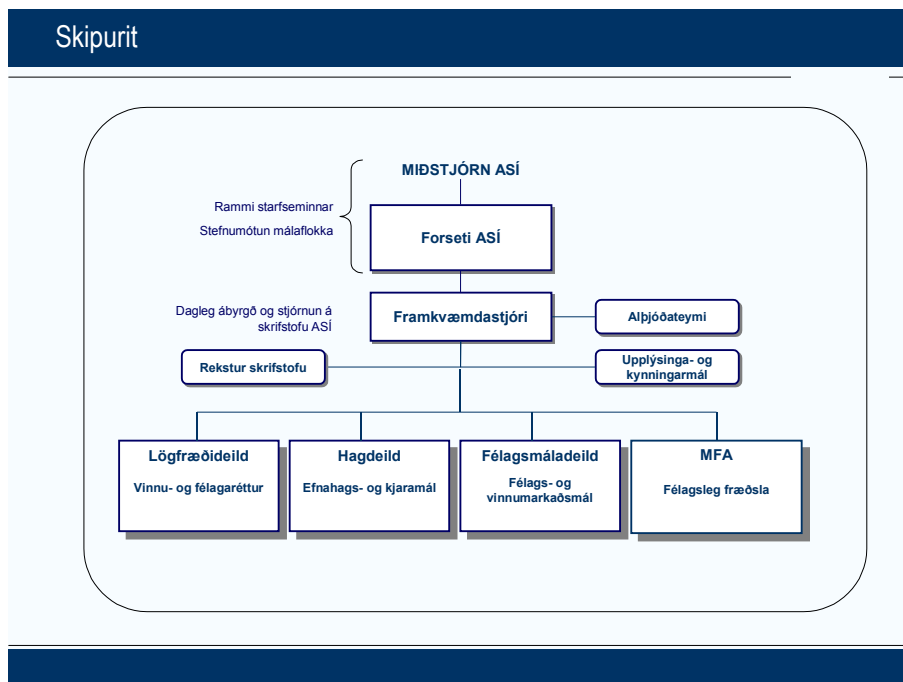 Skipurit
MIÐSTJÓRN ASÍ
Rammi starfseminnar
Stefnumótun málaflokka
Forseti ASÍ
Dagleg ábyrgð og stjórnun á
skrifstofu ASÍ
Framkvæmdastjóri
Alþjóðateymi
Rekstur skrifstofu
Upplýsinga- og
kynningarmál
Lögfræðideild
Vinnu- og félagaréttur
Hagdeild
Efnahags- og kjaramál
Félagsmáladeild
Félags- og
vinnumarkaðsmál
MFA
Félagsleg fræðsla